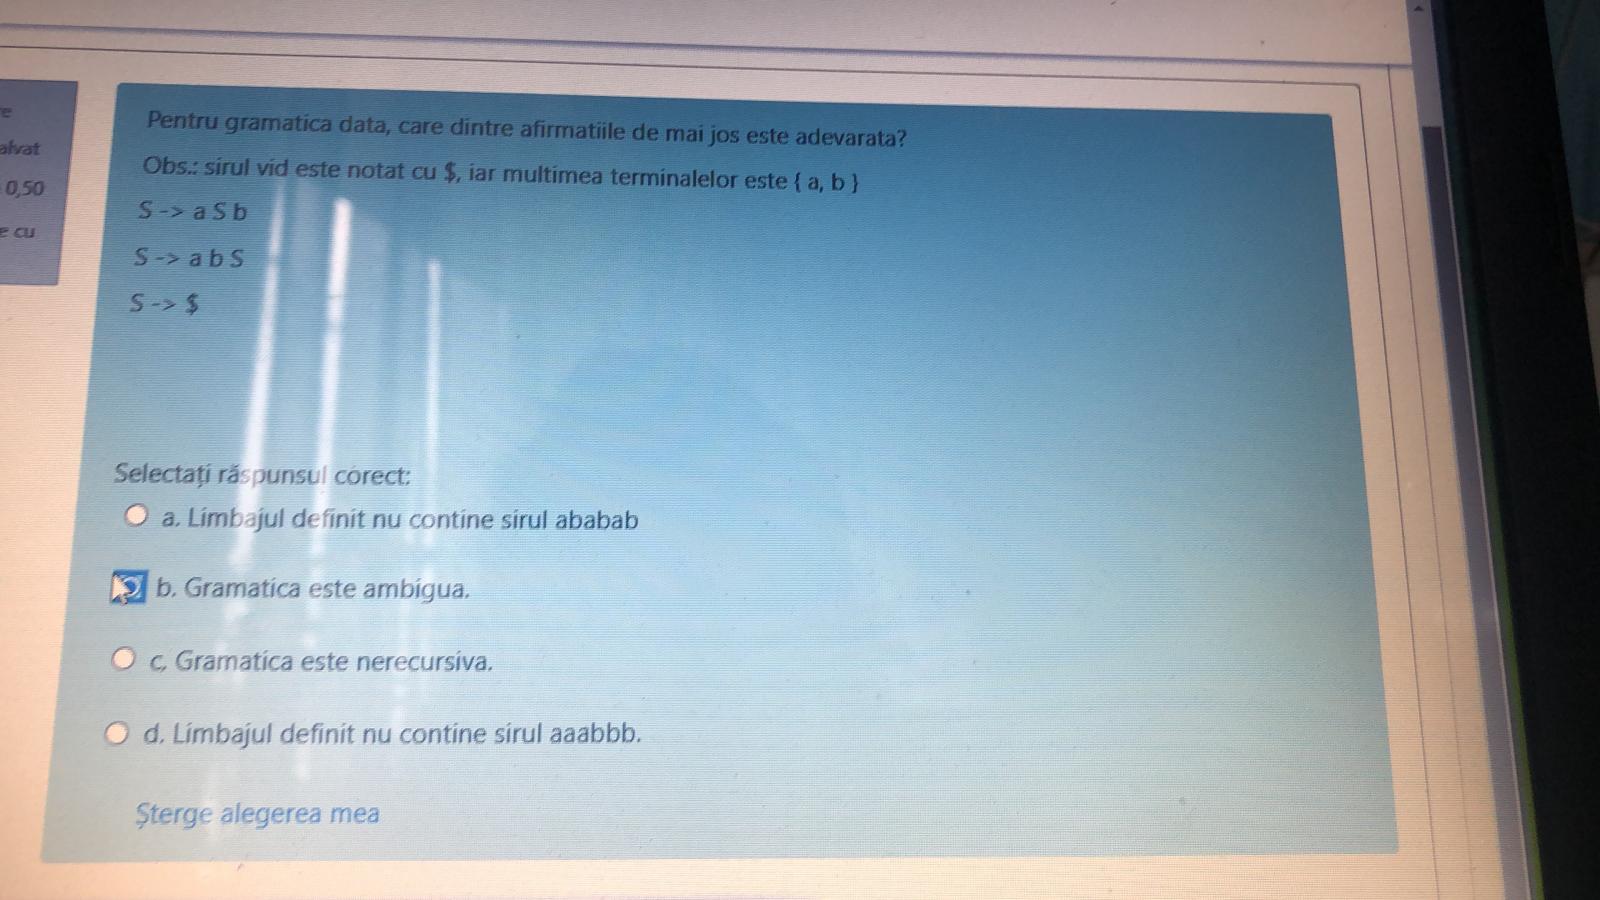 e
alvat
0,50
e cu
Pentru gramatica data, care dintre afirmatiile de mai jos este adevarata?
Obs.: sirul vid este notat cu $, iar multimea terminalelor este { a, b }
S -> a S b
S -> a b S
S -> $
Selectați răspunsul corect:
a. Limbajul definit nu contine sirul ababab
b. Gramatica este ambigua.
c. Gramatica este nerecursiva.
d. Limbajul definit nu contine sirul aaabbb.
Șterge alegerea mea